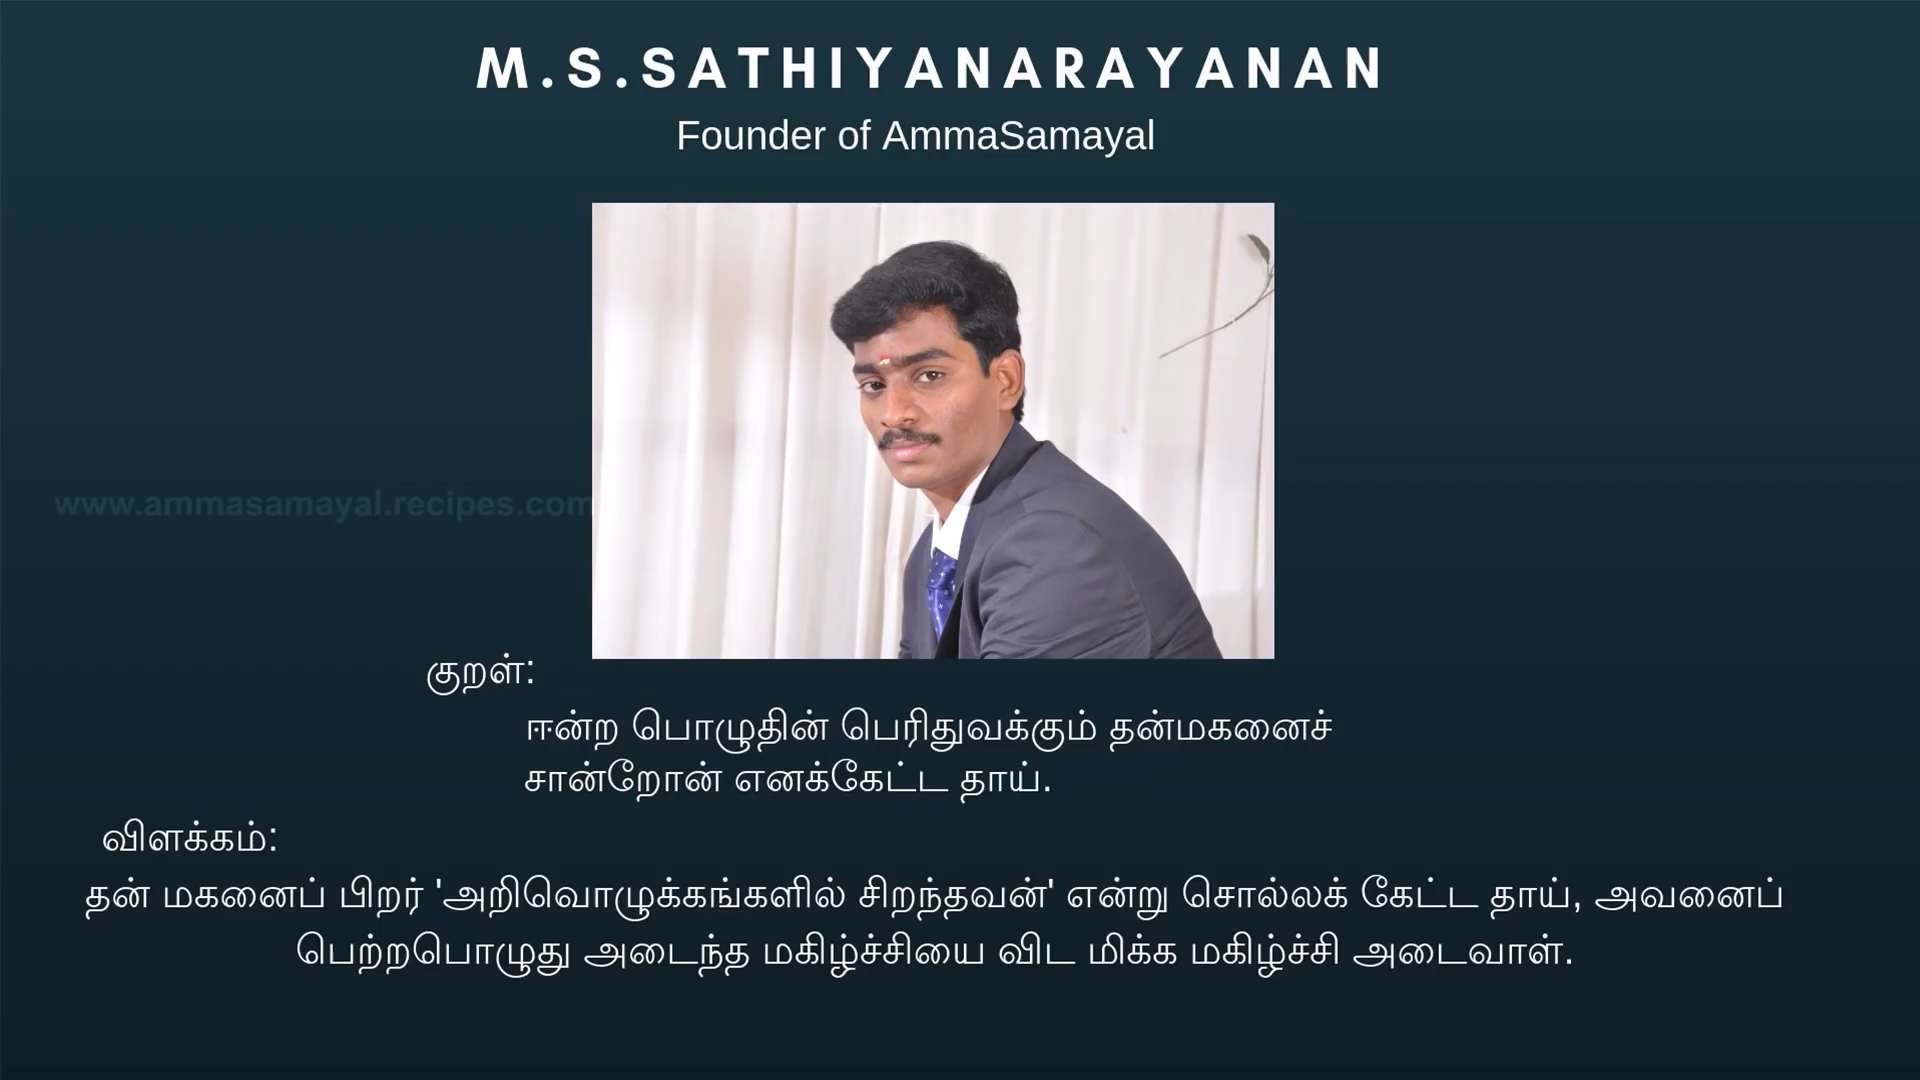 M.S.SATHIYANARAYANAN
Founder of AmmaSamayal
www.ammasamayal.recipes.com
குறள்:
ஈன்ற பொழுதின் பெரிதுவக்கும் தன்மகனைச்
சான்றோன் எனக்கேட்ட தாய்.
விளக்கம்:
தன் மகனைப் பிறர் 'அறிவொழுக்கங்களில் சிறந்தவன்' என்று சொல்லக் கேட்ட தாய், அவனைப்
பெற்றபொழுது அடைந்த மகிழ்ச்சியை விட மிக்க மகிழ்ச்சி அடைவாள்.